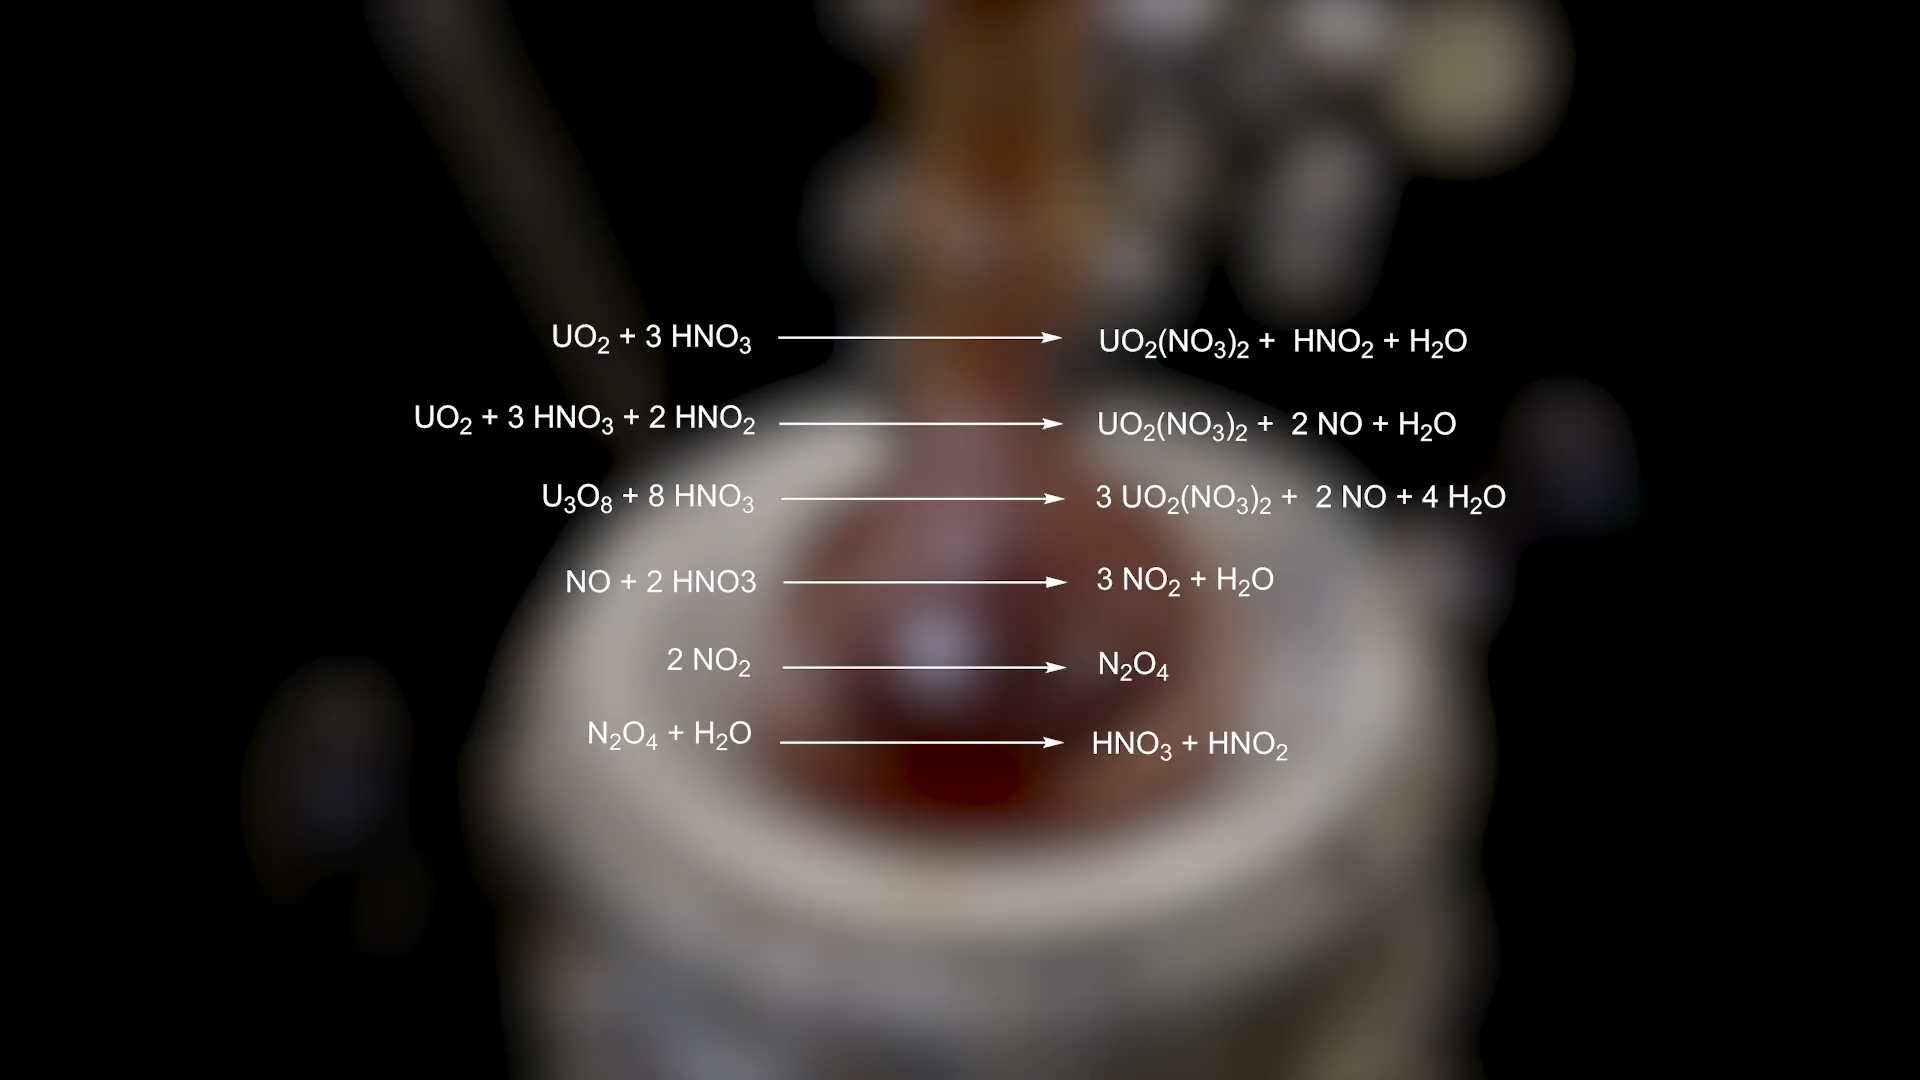 UO₂ + 3 HNO₃ ⟶ UO₂(NO₃)₂ + HNO₂ + H₂O
UO₂ + 3 HNO₃ + 2 HNO₂ ⟶ UO₂(NO₃)₂ + 2 NO + H₂O
U₃O₈ + 8 HNO₃ ⟶ 3 UO₂(NO₃)₂ + 2 NO + 4 H₂O
NO + 2 HNO3 ⟶ 3 NO₂ + H₂O
2 NO₂ ⟶ N₂O₄
N₂O₄ + H₂O ⟶ HNO₃ + HNO₂